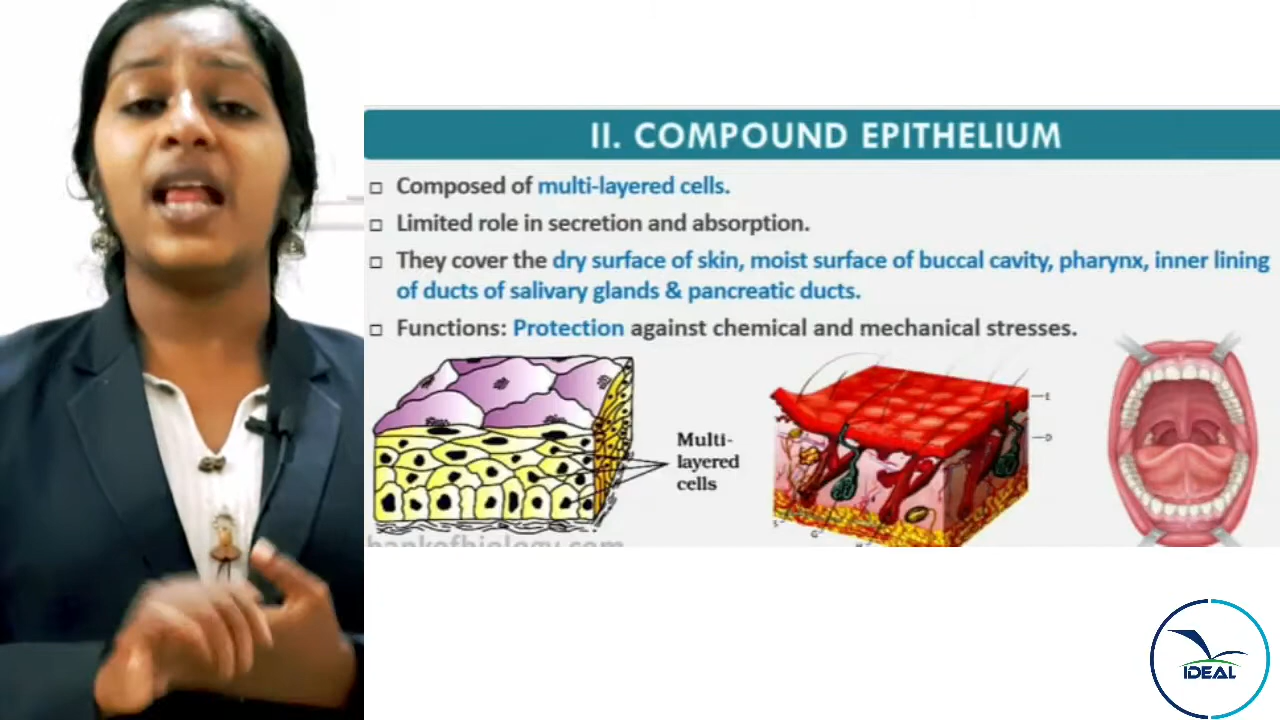 II. COMPOUND EPITHELIUM
Composed of multi-layered cells.
Limited role in secretion and absorption.
They cover the dry surface of skin, moist surface of buccal cavity, pharynx, inner lining
of ducts of salivary glands & pancreatic ducts.
Functions: Protection against chemical and mechanical stresses.
Multi-
layered
cells
E
D
bankofbiology.com
IDEAL